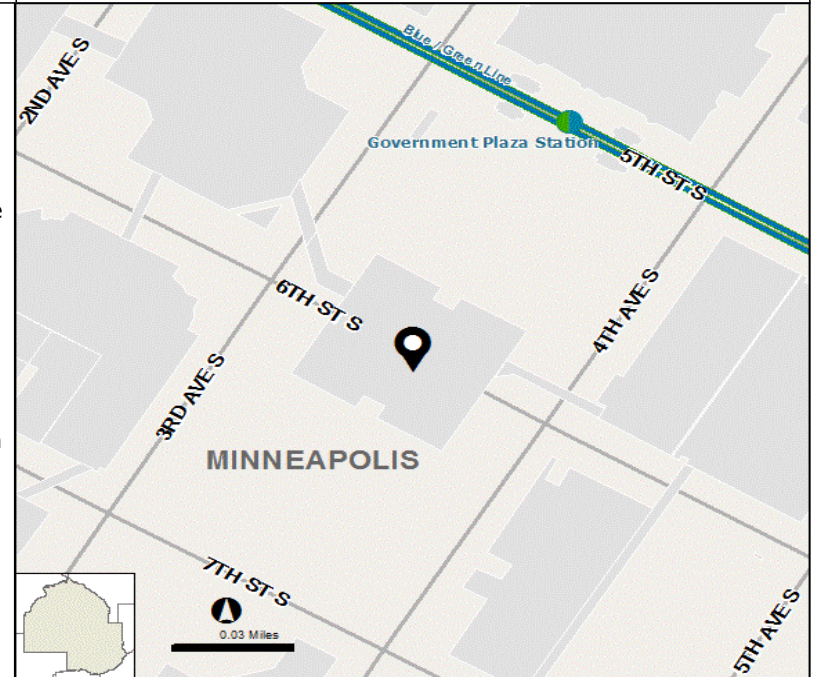 2ND AVE S
Blue / Green Line
Government Plaza Station
5TH ST S
6TH ST S
4TH AVE S
3RD AVE S
MINNEAPOLIS
7TH ST S
0.03 Miles
5TH AVE S